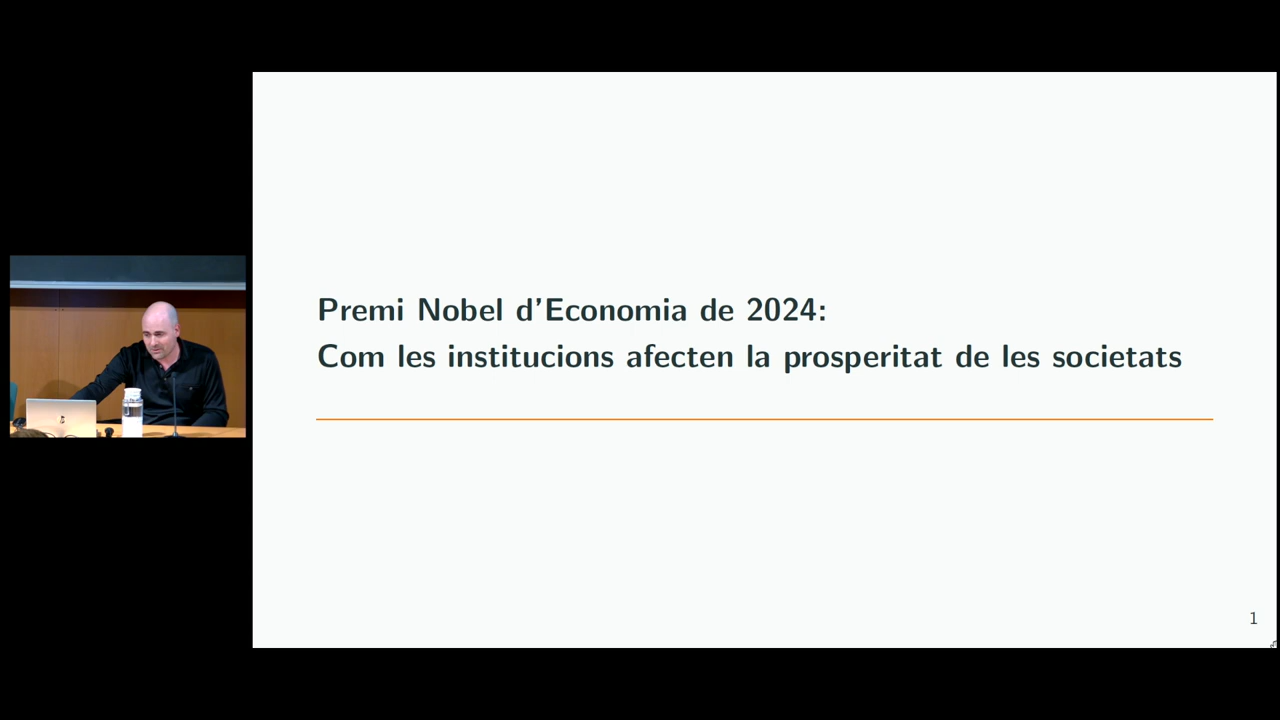 Premi Nobel d'Economia de 2024:
Com les institucions afecten la prosperitat de les societats
1